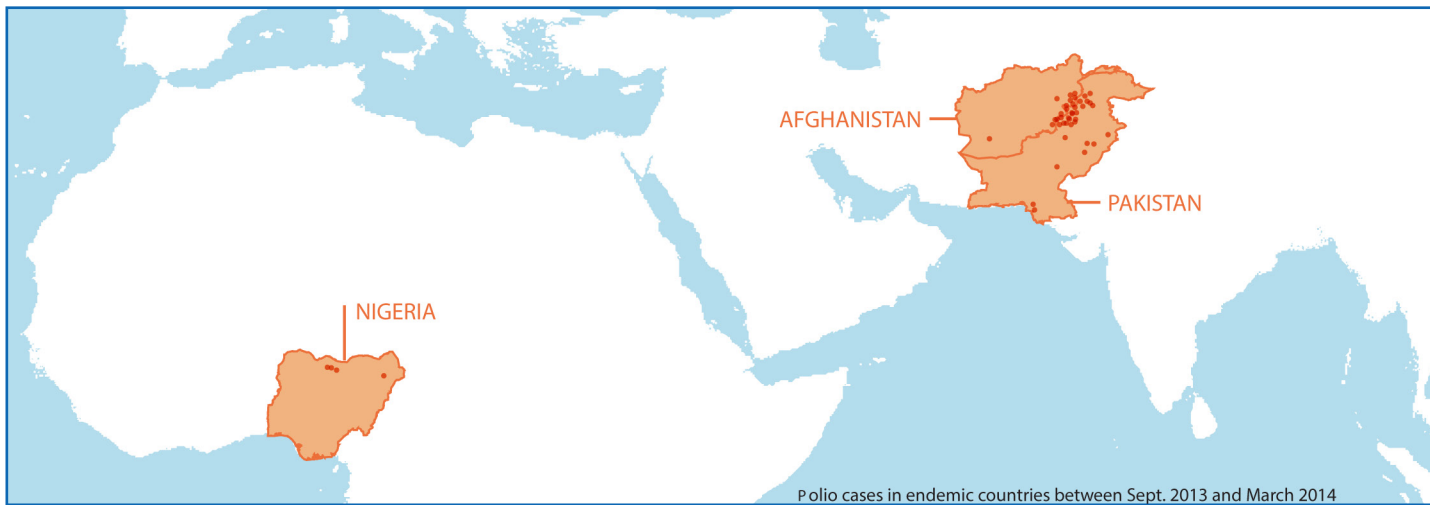 AFGHANISTAN
PAKISTAN
NIGERIA
Polio cases in endemic countries between Sept. 2013 and March 2014